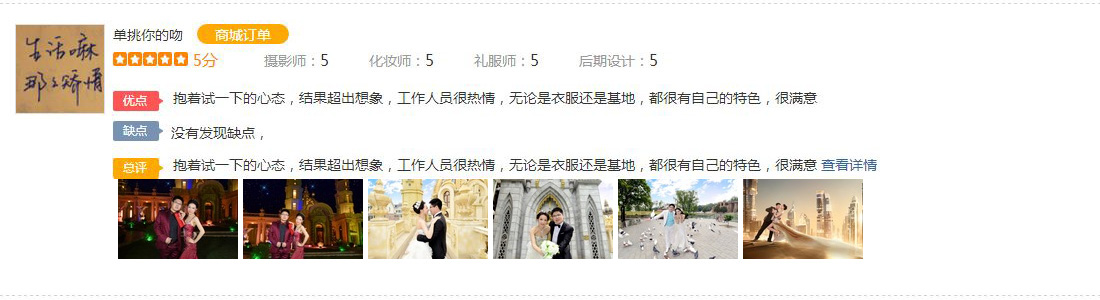 生活嘛
那么矫情
单挑你的吻 商城订单
5分 摄影师：5 化妆师：5 礼服师：5 后期设计：5
优点 抱着试一下的心态，结果超出想象，工作人员很热情，无论是衣服还是基地，都很有自己的特色，很满意
缺点 没有发现缺点，
总评 抱着试一下的心态，结果超出想象，工作人员很热情，无论是衣服还是基地，都很有自己的特色，很满意 查看详情